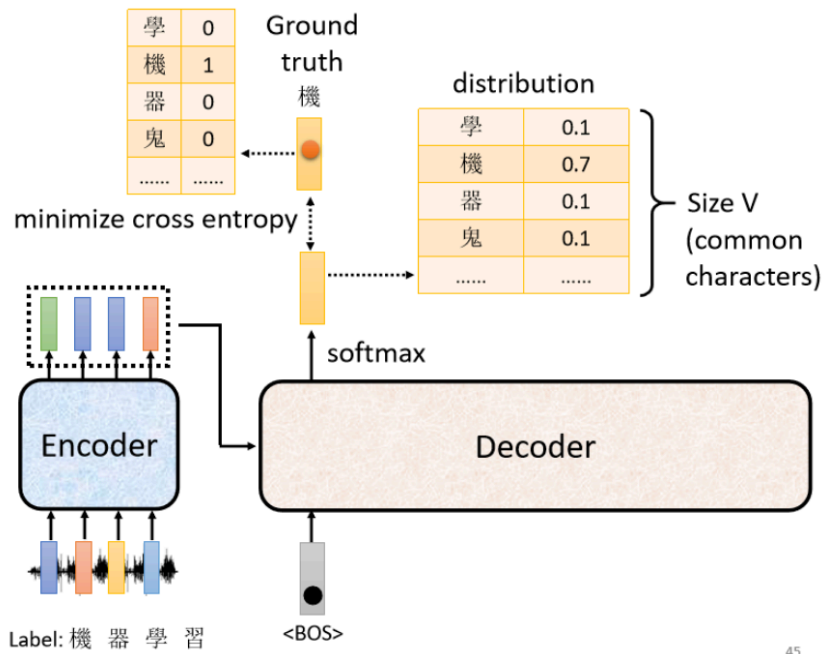 學 0
機 1
器 0
鬼 0
...... ......
Ground
truth
機
minimize cross entropy
distribution
學 0.1
機 0.7
器 0.1
鬼 0.1
...... ......
Size V
(common
characters)
softmax
Encoder
Decoder
Label: 機 器 學 習
<BOS>
45